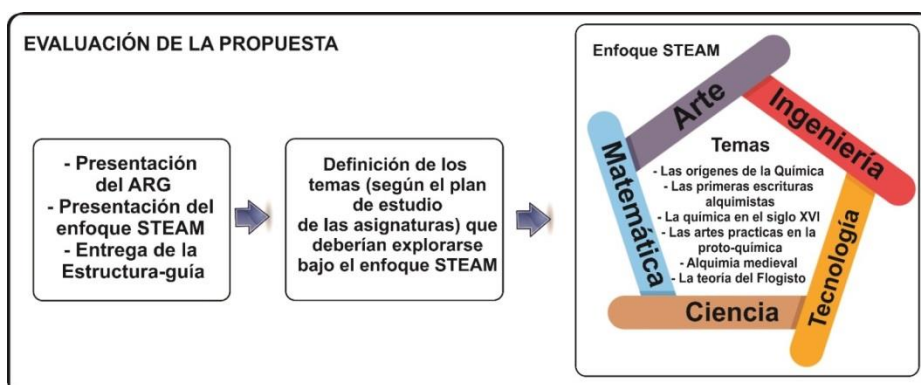 EVALUACIÓN DE LA PROPUESTA
- Presentación
del ARG
- Presentación del
enfoque STEAM
- Entrega de la
Estructura-guía
Definición de los
temas (según el plan
de estudio
de las asignaturas) que
deberían explorarse
bajo el enfoque STEAM
Enfoque STEAM
Arte
Ingeniería
Matemática
Temas
- Las orígenes de la Química
- Las primeras escrituras
alquimistas
- La química en el siglo XVI
- Las artes practicas en la
proto-química
- Alquimia medieval
- La teoría del Flogisto
Tecnología
Ciencia